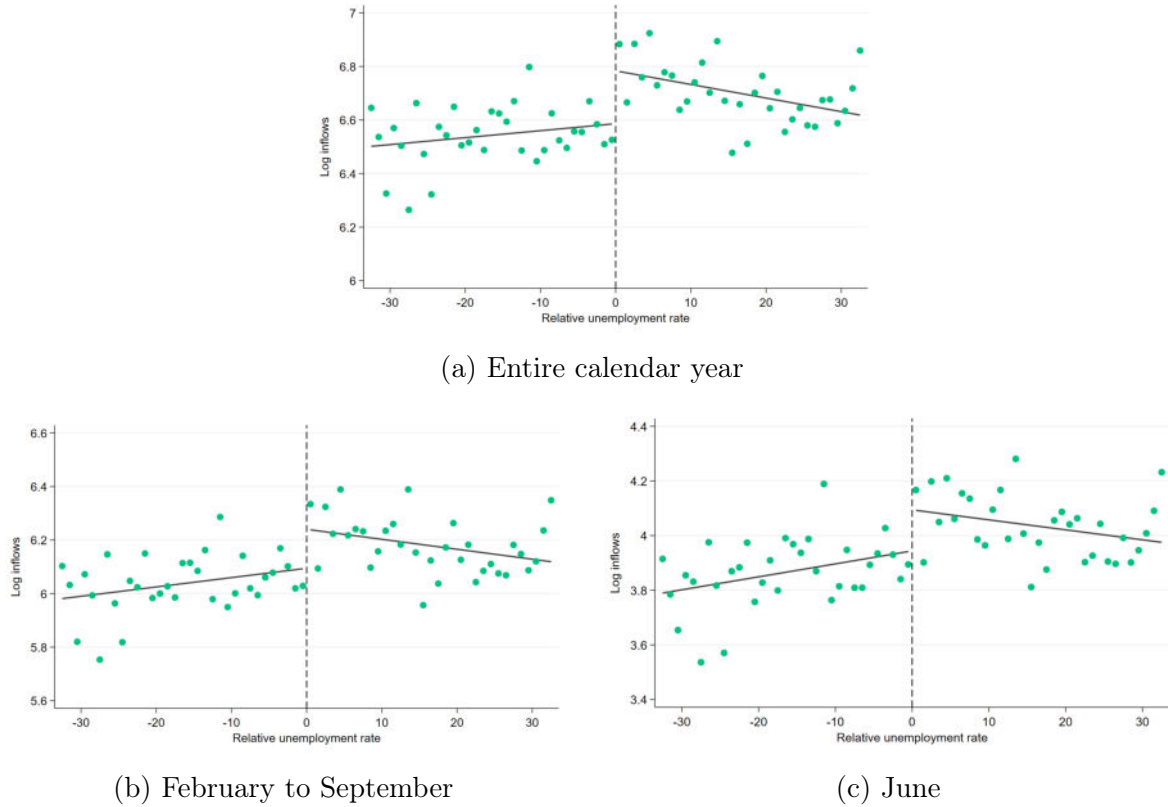 7
6.8
6.6
6.4
6.2
6
Log inflows
-30 -20 -10 0 10 20 30
Relative unemployment rate
(a) Entire calendar year
6.6
6.4
6.2
6
5.8
5.6
Log inflows
-30 -20 -10 0 10 20 30
Relative unemployment rate
(b) February to September
4.4
4.2
4
3.8
3.6
3.4
Log inflows
-30 -20 -10 0 10 20 30
Relative unemployment rate
(c) June